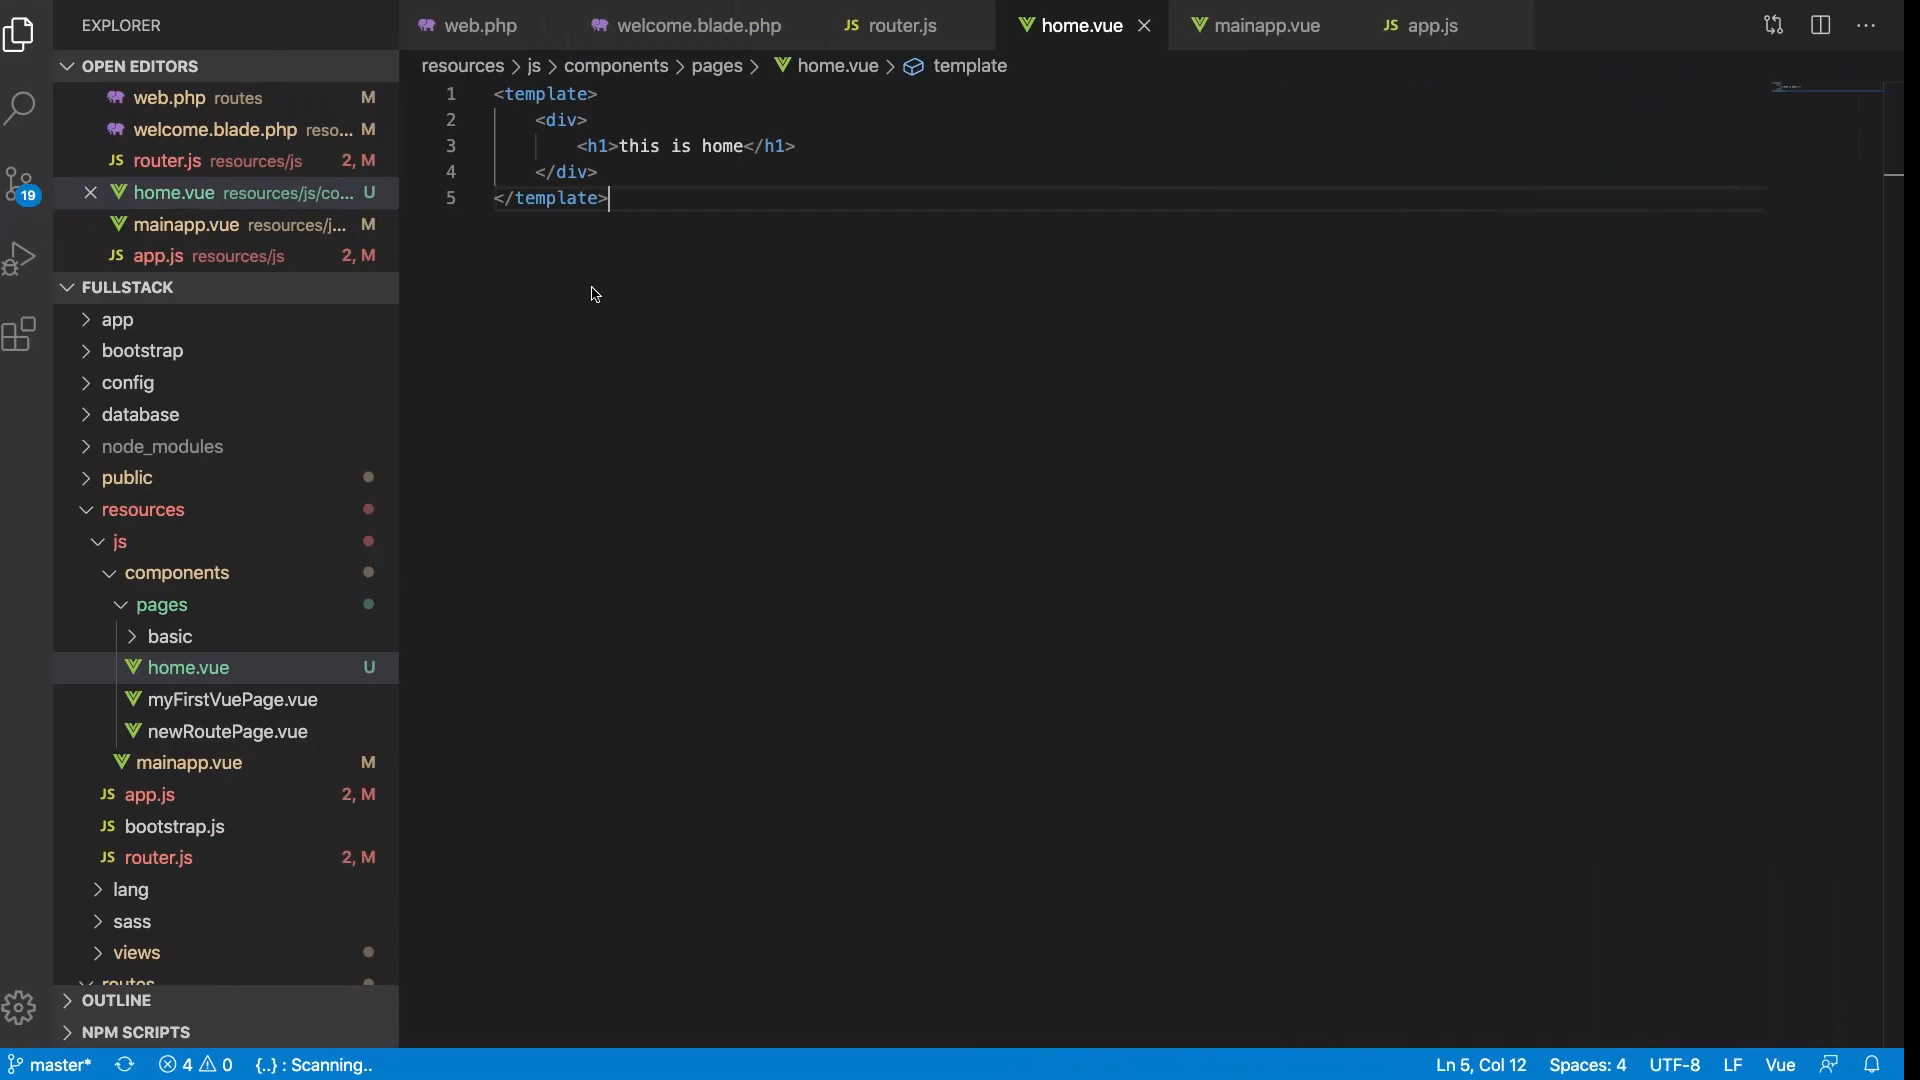 EXPLORER
OPEN EDITORS
web.php routes M
welcome.blade.php reso... M
JS router.js resources/js 2, M
home.vue resources/js/co... U
mainapp.vue resources/j... M
JS app.js resources/js 2, M
FULLSTACK
app
bootstrap
config
database
node_modules
public
resources
js
components
pages
basic
home.vue U
myFirstVuePage.vue
newRoutePage.vue
mainapp.vue M
JS app.js 2, M
JS bootstrap.js
JS router.js 2, M
lang
sass
views
routes
OUTLINE
NPM SCRIPTS
19
web.php welcome.blade.php JS router.js home.vue mainapp.vue JS app.js
resources > js > components > pages > home.vue > template
1 <template>
2 <div>
3 <h1>this is home</h1>
4 </div>
5 </template>
master* 4 0 {..} : Scanning.. Ln 5, Col 12 Spaces: 4 UTF-8 LF Vue